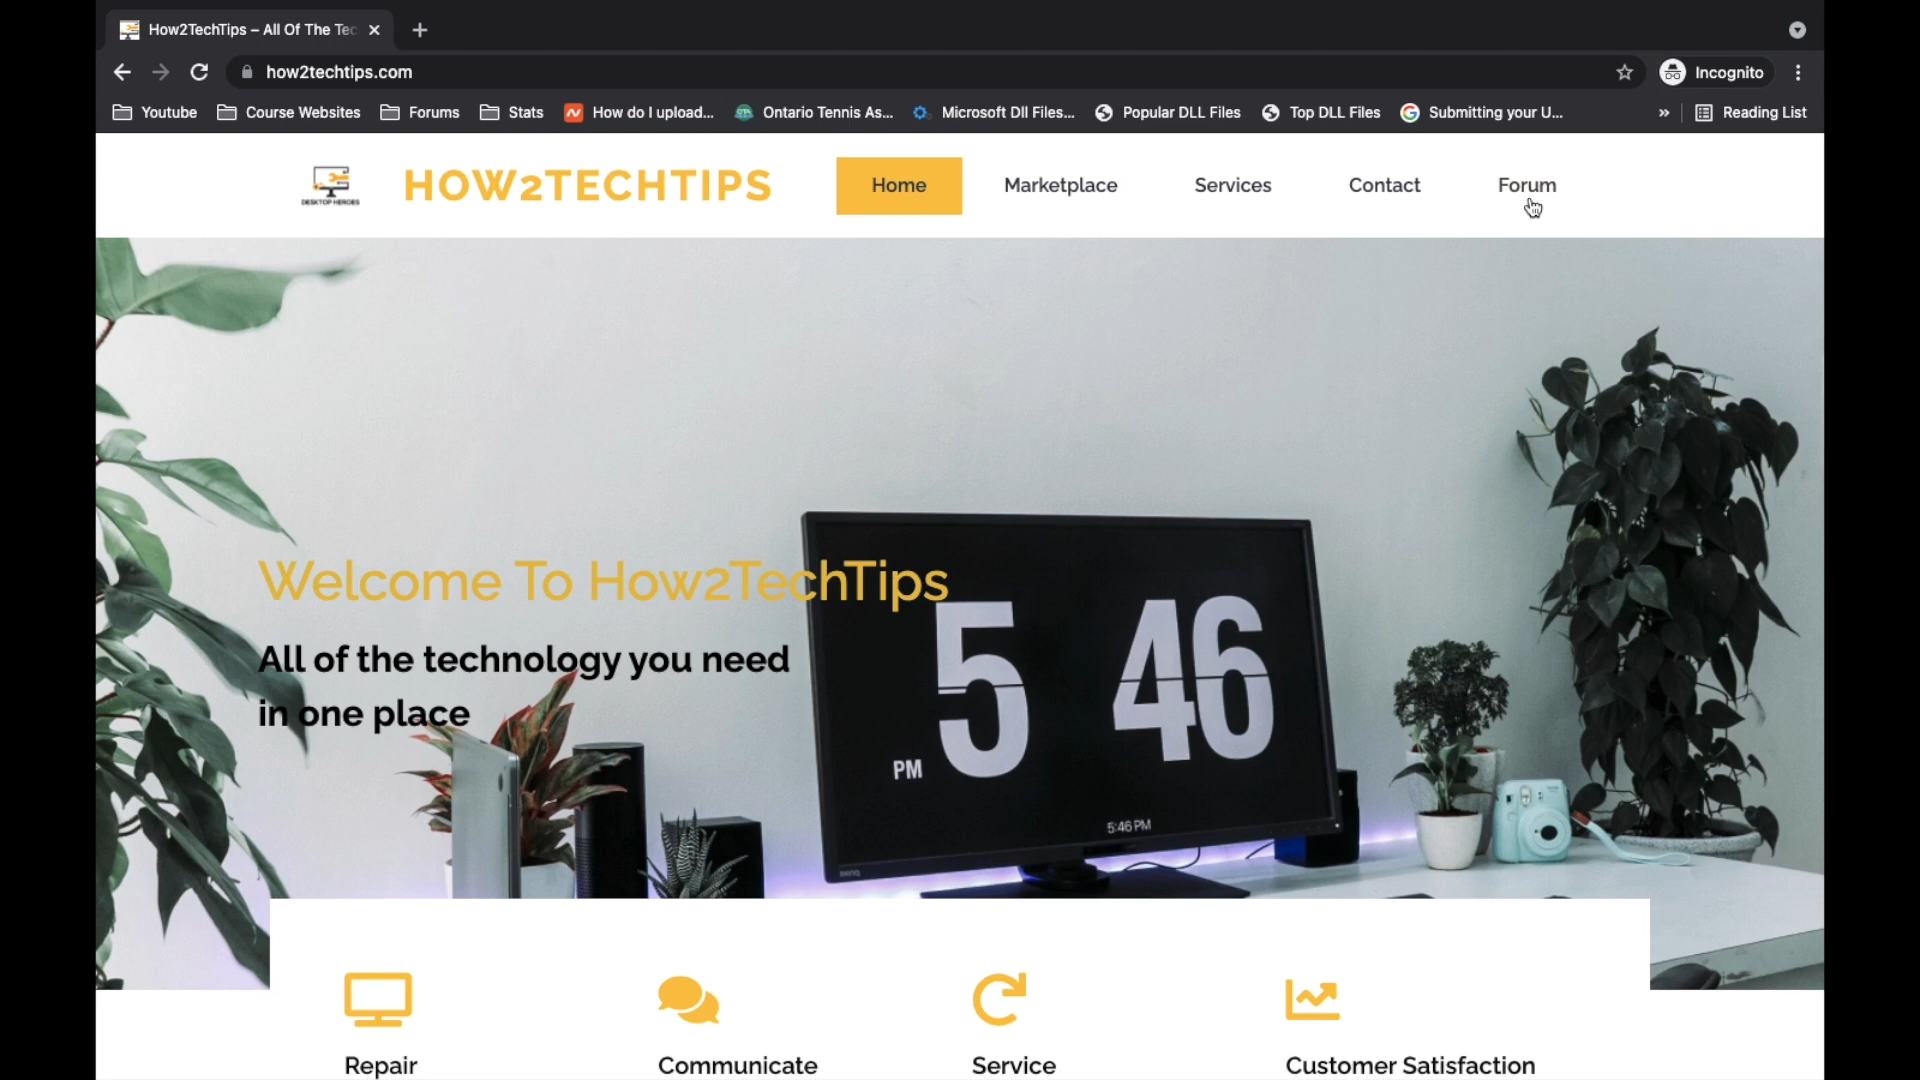 How2TechTips – All Of The Tec
how2techtips.com
Incognito
Youtube
Course Websites
Forums
Stats
How do I upload...
Ontario Tennis As...
Microsoft Dll Files...
Popular DLL Files
Top DLL Files
Submitting your U...
»
Reading List
DESKTOP HEROES
HOW2TECHTIPS
Home
Marketplace
Services
Contact
Forum
Welcome To How2TechTips
All of the technology you need
in one place
5 46
PM
5:46 PM
BenQ
Repair
Communicate
Service
Customer Satisfaction